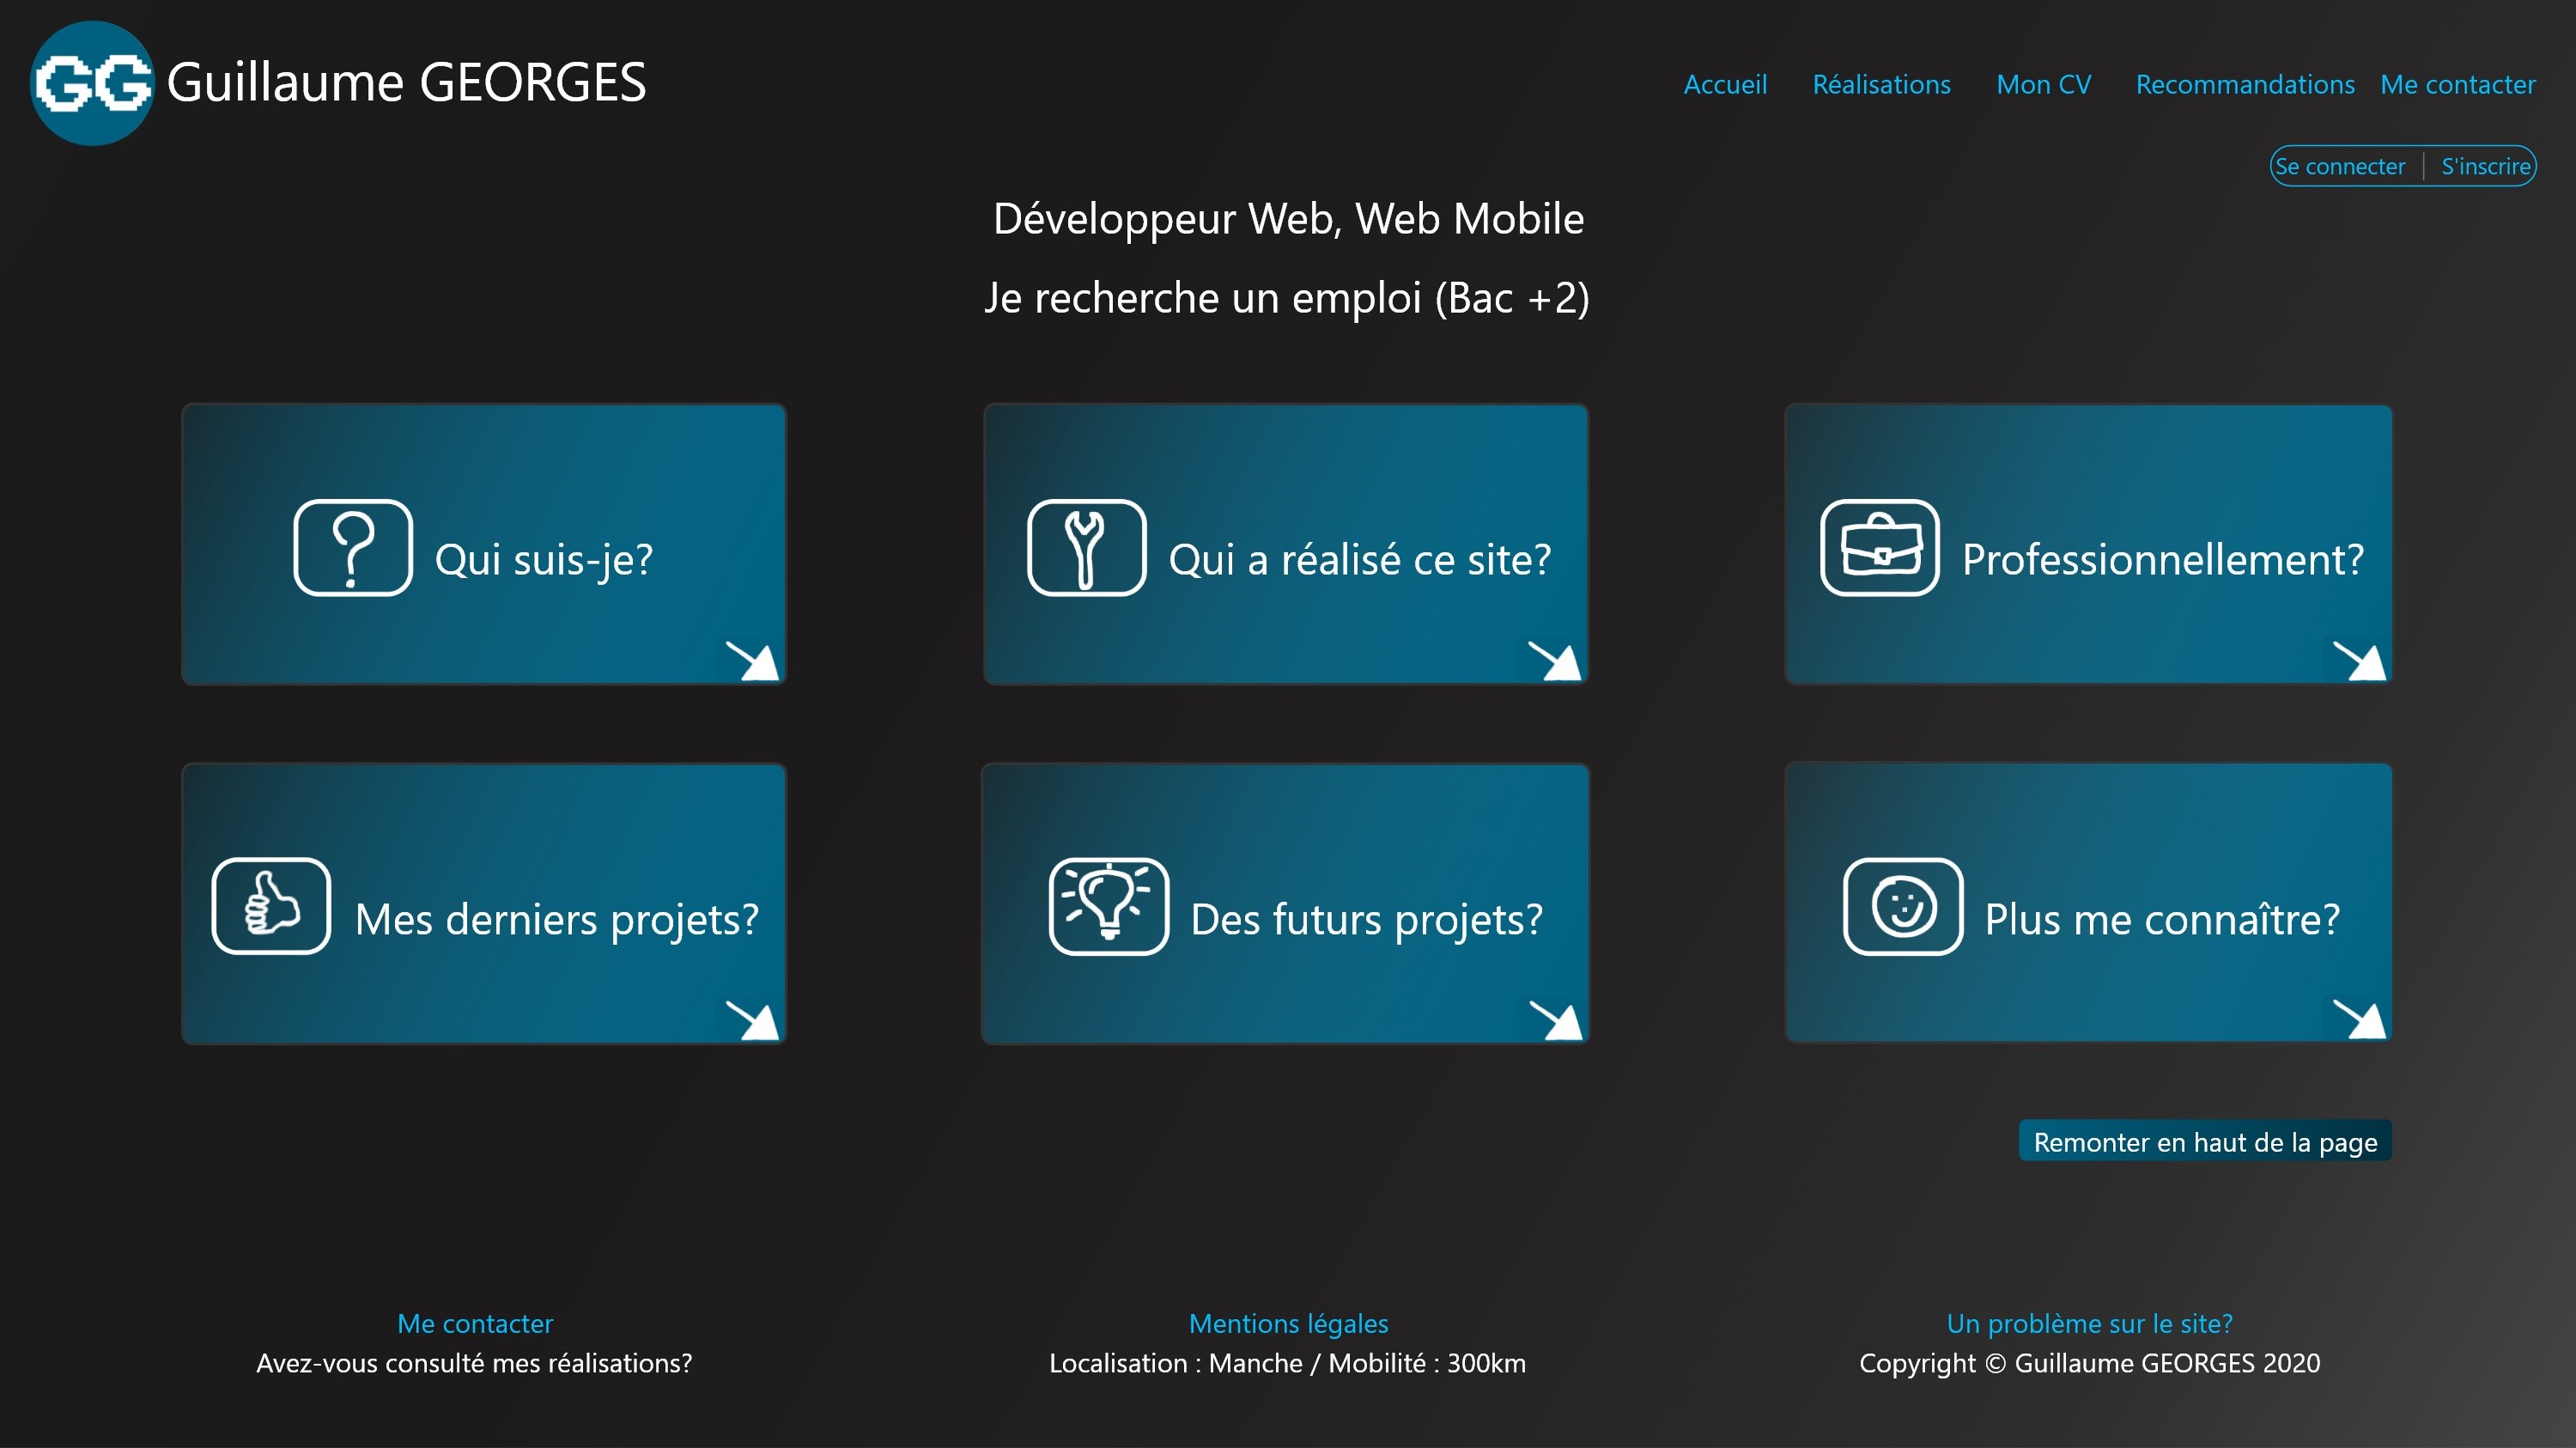 GG Guillaume GEORGES
Accueil Réalisations Mon CV Recommandations Me contacter
Se connecter | S'inscrire
Développeur Web, Web Mobile
Je recherche un emploi (Bac +2)
Qui suis-je?
Qui a réalisé ce site?
Professionnellement?
Mes derniers projets?
Des futurs projets?
Plus me connaître?
Remonter en haut de la page
Me contacter
Avez-vous consulté mes réalisations?
Mentions légales
Localisation : Manche / Mobilité : 300km
Un problème sur le site?
Copyright © Guillaume GEORGES 2020